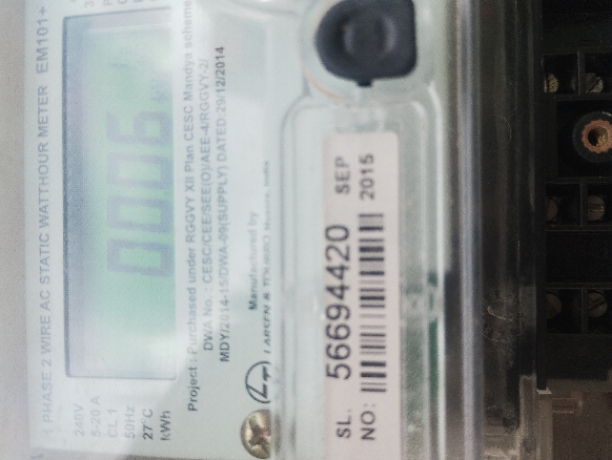 1 PHASE 2 WIRE AC STATIC WATTHOUR METER EM101+
0006
240V
5-20 A
CL.1
50Hz
27°C
kWh
Project : Purchased under RGGVY XII Plan CESC Mandya scheme
DWA No. : CESC/CEE/SEE(O)/AEE-4/RGGVY-2/
MDY/2014-15/DWA-09(SUPPLY) DATED:29/12/2014
Manufactured by
LARSEN & TOUBRO
SL. NO: 56694420 SEP 2015